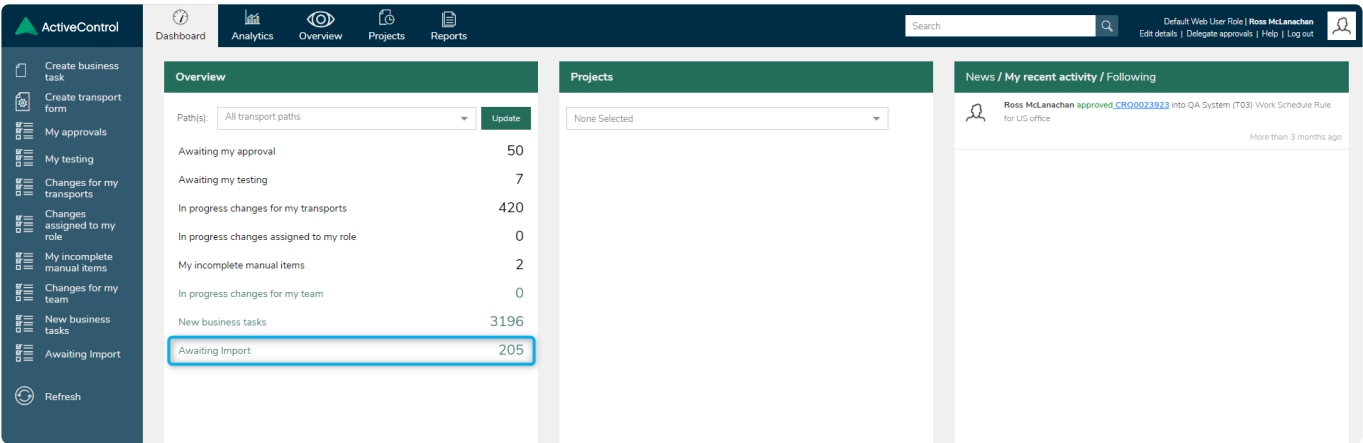 ActiveControl
Dashboard
Analytics
Overview
Projects
Reports
Search
Default Web User Role | Ross McLanachan
Edit details | Delegate approvals | Help | Log out
Create business
task
Create transport
form
My approvals
My testing
Changes for my
transports
Changes
assigned to my
role
My incomplete
manual items
Changes for my
team
New business
tasks
Awaiting Import
Refresh
Overview
Path(s): All transport paths Update
Awaiting my approval 50
Awaiting my testing 7
In progress changes for my transports 420
In progress changes assigned to my role 0
My incomplete manual items 2
In progress changes for my team 0
New business tasks 3196
Awaiting Import 205
Projects
None Selected
News / My recent activity / Following
Ross McLanachan approved CRQ0023923 into QA System (T03) Work Schedule Rule
for US office
More than 3 months ago